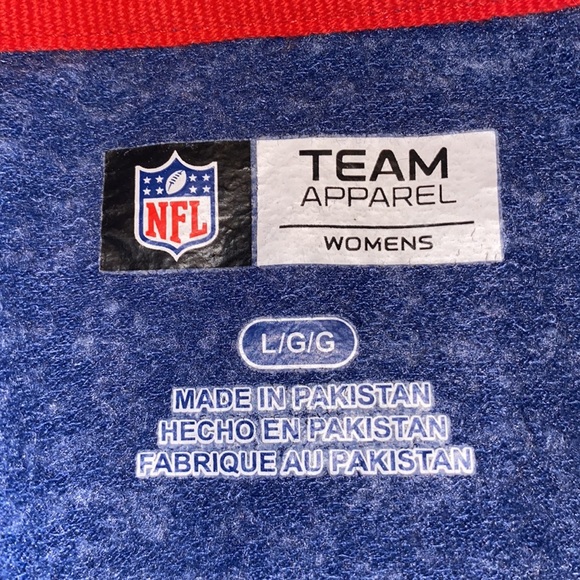 NFL
TEAM
APPAREL
WOMENS
L/G/G
MADE IN PAKISTAN
HECHO EN PAKISTAN
FABRIQUE AU PAKISTAN